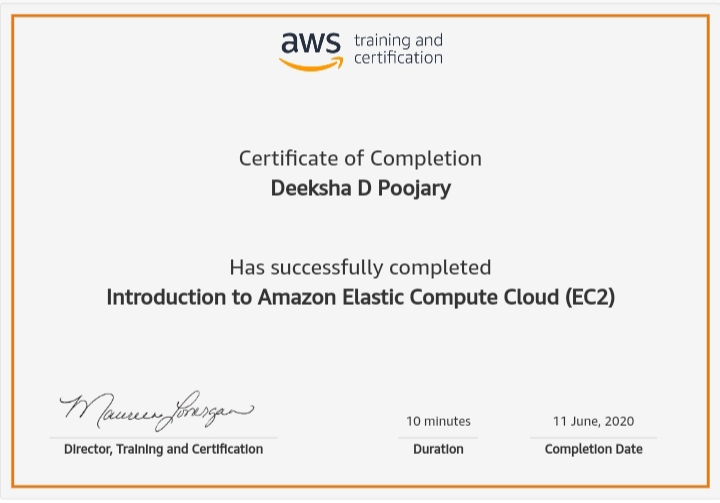 aws training and
certification
Certificate of Completion
Deeksha D Poojary
Has successfully completed
Introduction to Amazon Elastic Compute Cloud (EC2)
Maureen Lonergan
Director, Training and Certification
10 minutes
Duration
11 June, 2020
Completion Date